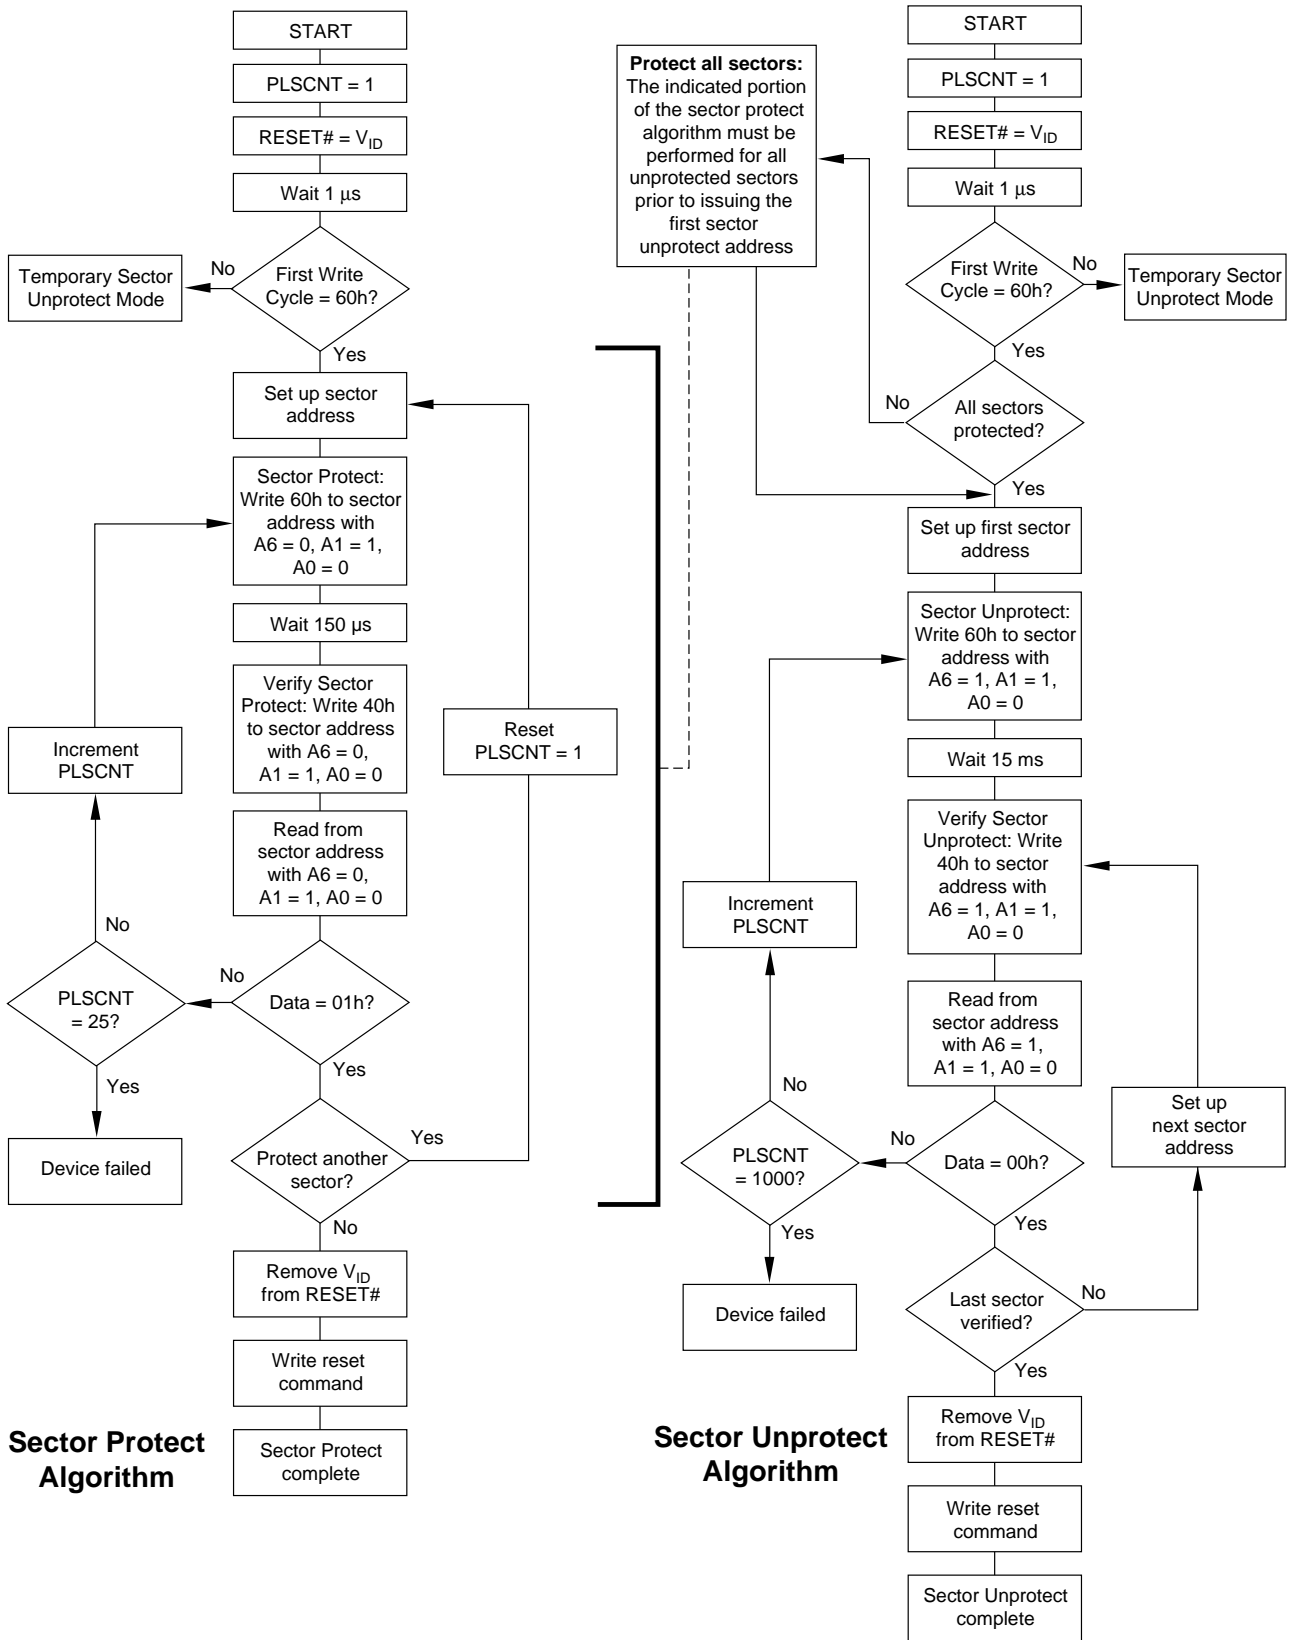 START
PLSCNT = 1
RESET# = VID
Wait 1 μs
First Write
Cycle = 60h?
No
Temporary Sector
Unprotect Mode
Yes
Set up sector
address
Sector Protect:
Write 60h to sector
address with
A6 = 0, A1 = 1,
A0 = 0
Wait 150 µs
Verify Sector
Protect: Write 40h
to sector address
with A6 = 0,
A1 = 1, A0 = 0
Read from
sector address
with A6 = 0,
A1 = 1, A0 = 0
Data = 01h?
No
PLSCNT
= 25?
No
Increment
PLSCNT
Yes
Device failed
Yes
Protect another
sector?
Yes
Reset
PLSCNT = 1
No
Remove VID
from RESET#
Write reset
command
Sector Protect
complete
Sector Protect
Algorithm
Protect all sectors:
The indicated portion
of the sector protect
algorithm must be
performed for all
unprotected sectors
prior to issuing the
first sector
unprotect address
START
PLSCNT = 1
RESET# = VID
Wait 1 μs
First Write
Cycle = 60h?
No
Temporary Sector
Unprotect Mode
Yes
All sectors
protected?
No
Yes
Set up first sector
address
Sector Unprotect:
Write 60h to sector
address with
A6 = 1, A1 = 1,
A0 = 0
Wait 15 ms
Verify Sector
Unprotect: Write
40h to sector
address with
A6 = 1, A1 = 1,
A0 = 0
Read from
sector address
with A6 = 1,
A1 = 1, A0 = 0
Data = 00h?
No
PLSCNT
= 1000?
No
Increment
PLSCNT
Yes
Device failed
Yes
Last sector
verified?
No
Set up
next sector
address
Yes
Remove VID
from RESET#
Write reset
command
Sector Unprotect
complete
Sector Unprotect
Algorithm